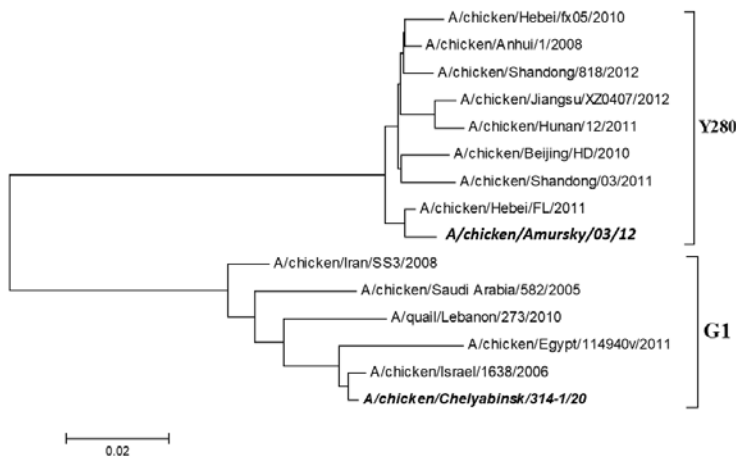 A/chicken/Hebei/fx05/2010
A/chicken/Anhui/1/2008
A/chicken/Shandong/818/2012
A/chicken/Jiangsu/XZ0407/2012
A/chicken/Hunan/12/2011
A/chicken/Beijing/HD/2010
A/chicken/Shandong/03/2011
A/chicken/Hebei/FL/2011
A/chicken/Amursky/03/12
Y280
A/chicken/Iran/SS3/2008
A/chicken/Saudi Arabia/582/2005
A/quail/Lebanon/273/2010
A/chicken/Egypt/114940v/2011
A/chicken/Israel/1638/2006
A/chicken/Chelyabinsk/314-1/20
G1
0.02